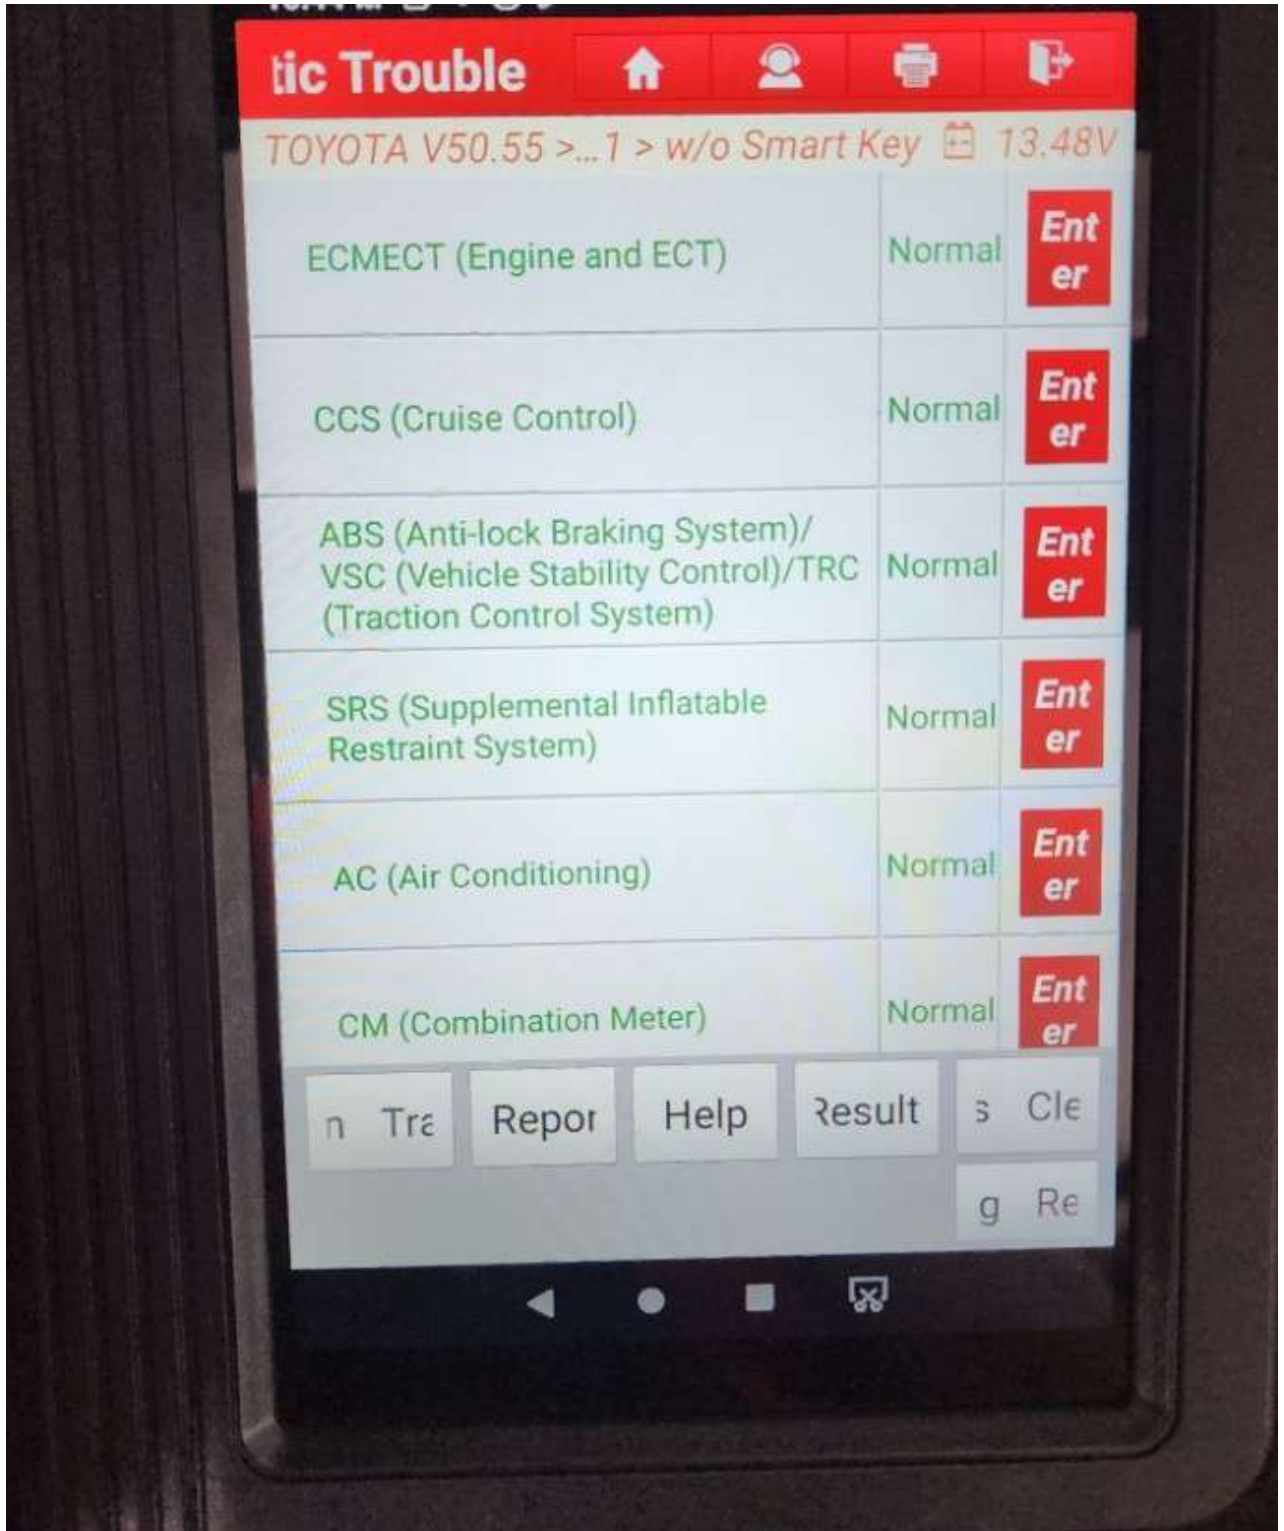 tic Trouble
TOYOTA V50.55 >...1 > w/o Smart Key 13.48V
ECMECT (Engine and ECT) Normal Ent
er
CCS (Cruise Control) Normal Ent
er
ABS (Anti-lock Braking System)/
VSC (Vehicle Stability Control)/TRC Normal Ent
(Traction Control System) er
SRS (Supplemental Inflatable Normal Ent
Restraint System) er
AC (Air Conditioning) Normal Ent
er
CM (Combination Meter) Normal Ent
er
n Tra Repor Help Result s Cle
g Re